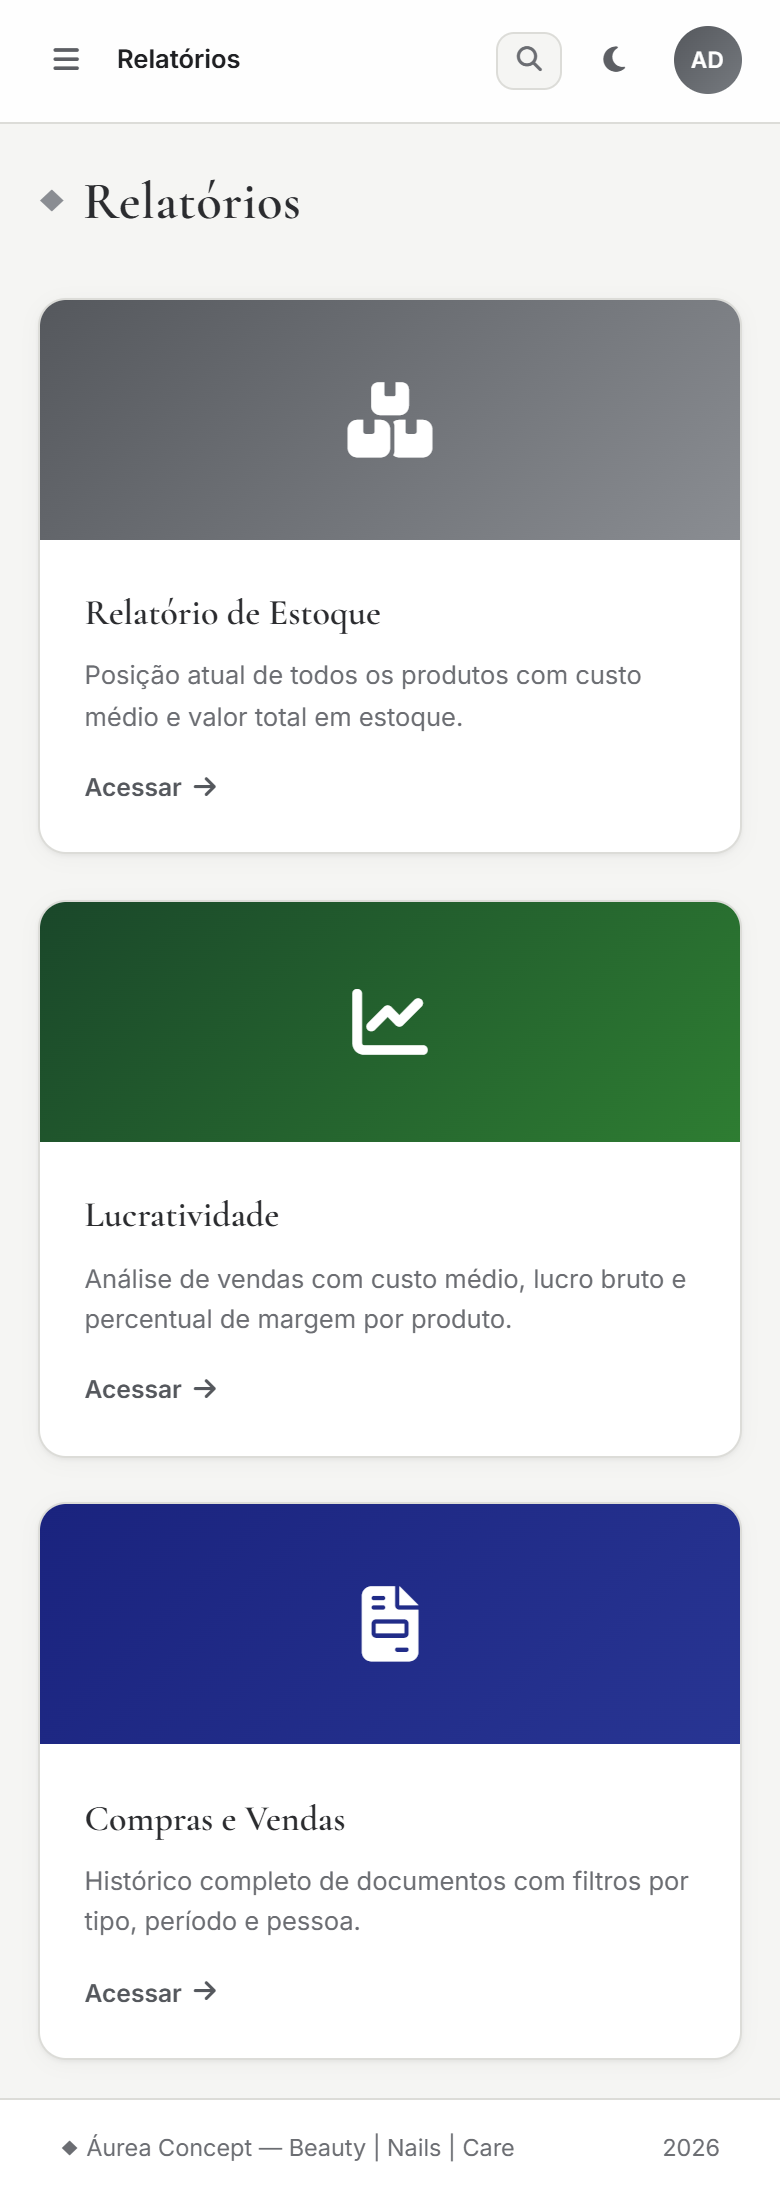 Relatórios
AD
Relatórios
Relatório de Estoque
Posição atual de todos os produtos com custo
médio e valor total em estoque.
Acessar
Lucratividade
Análise de vendas com custo médio, lucro bruto e
percentual de margem por produto.
Acessar
Compras e Vendas
Histórico completo de documentos com filtros por
tipo, período e pessoa.
Acessar
Áurea Concept — Beauty | Nails | Care
2026